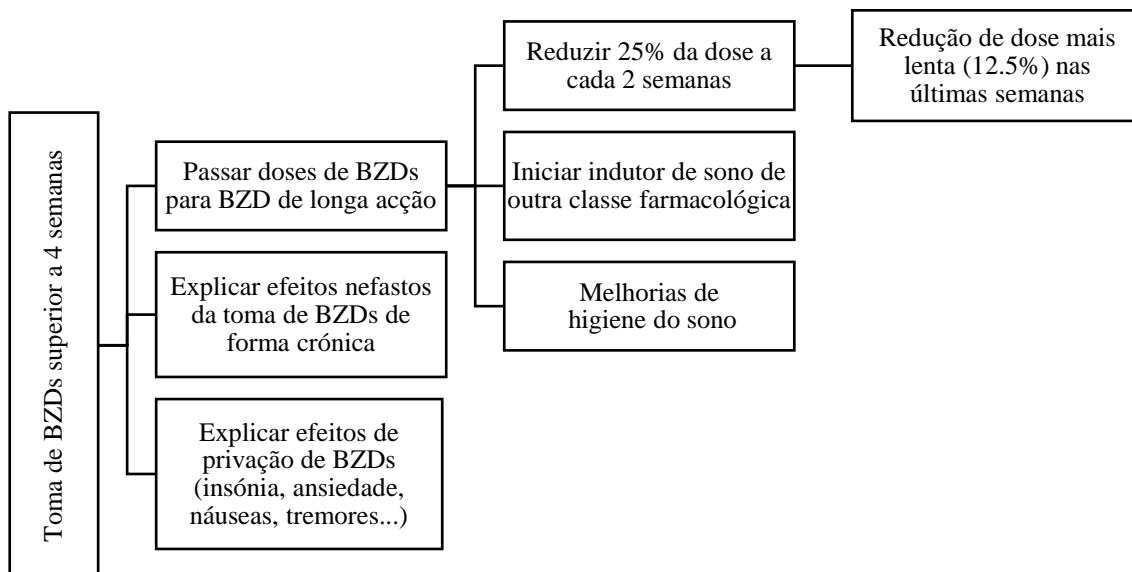 Toma de BZDs superior a 4 semanas
Passar doses de BZDs
para BZD de longa acção
Reduzir 25% da dose a
cada 2 semanas
Redução de dose mais
lenta (12.5%) nas
últimas semanas
Iniciar indutor de sono de
outra classe farmacológica
Melhorias de
higiene do sono
Explicar efeitos nefastos
da toma de BZDs de
forma crónica
Explicar efeitos de
privação de BZDs
(insónia, ansiedade,
náuseas, tremores...)